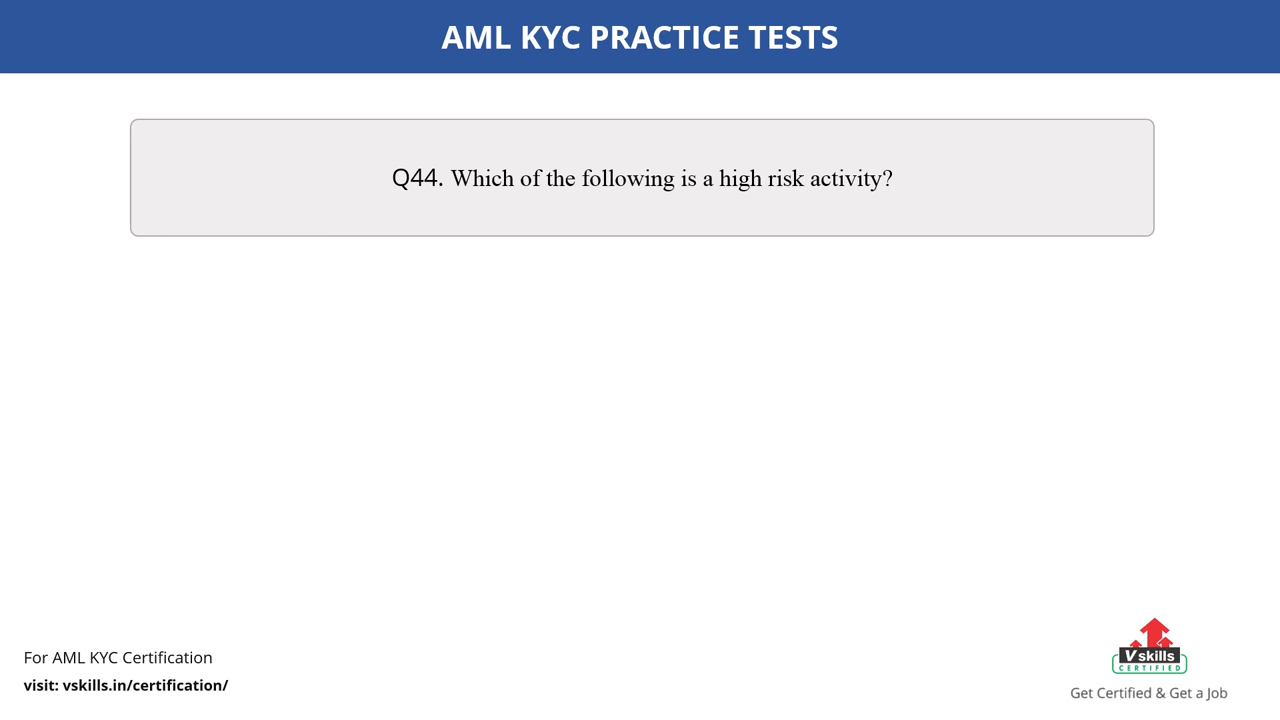 AML KYC PRACTICE TESTS
Q44. Which of the following is a high risk activity?
For AML KYC Certification
visit: vskills.in/certification/
Vskills
CERTIFIED
Get Certified & Get a Job